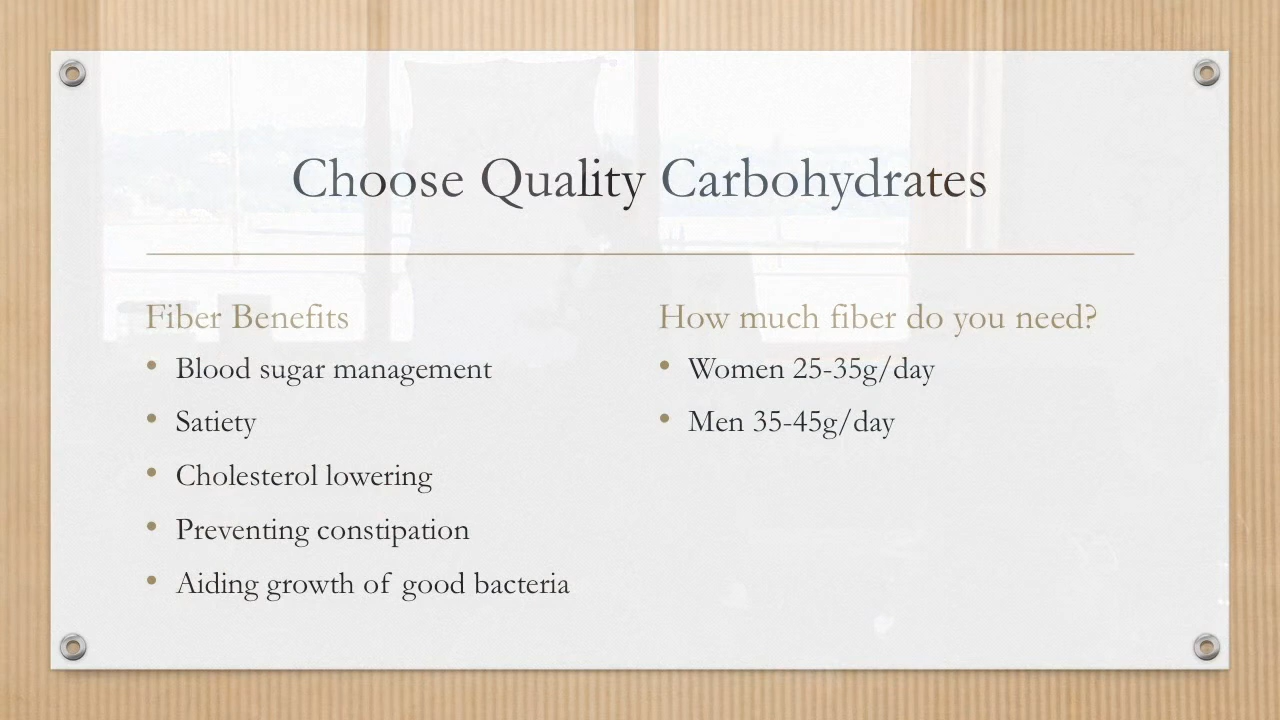 Choose Quality Carbohydrates
Fiber Benefits
• Blood sugar management
• Satiety
• Cholesterol lowering
• Preventing constipation
• Aiding growth of good bacteria
How much fiber do you need?
• Women 25-35g/day
• Men 35-45g/day